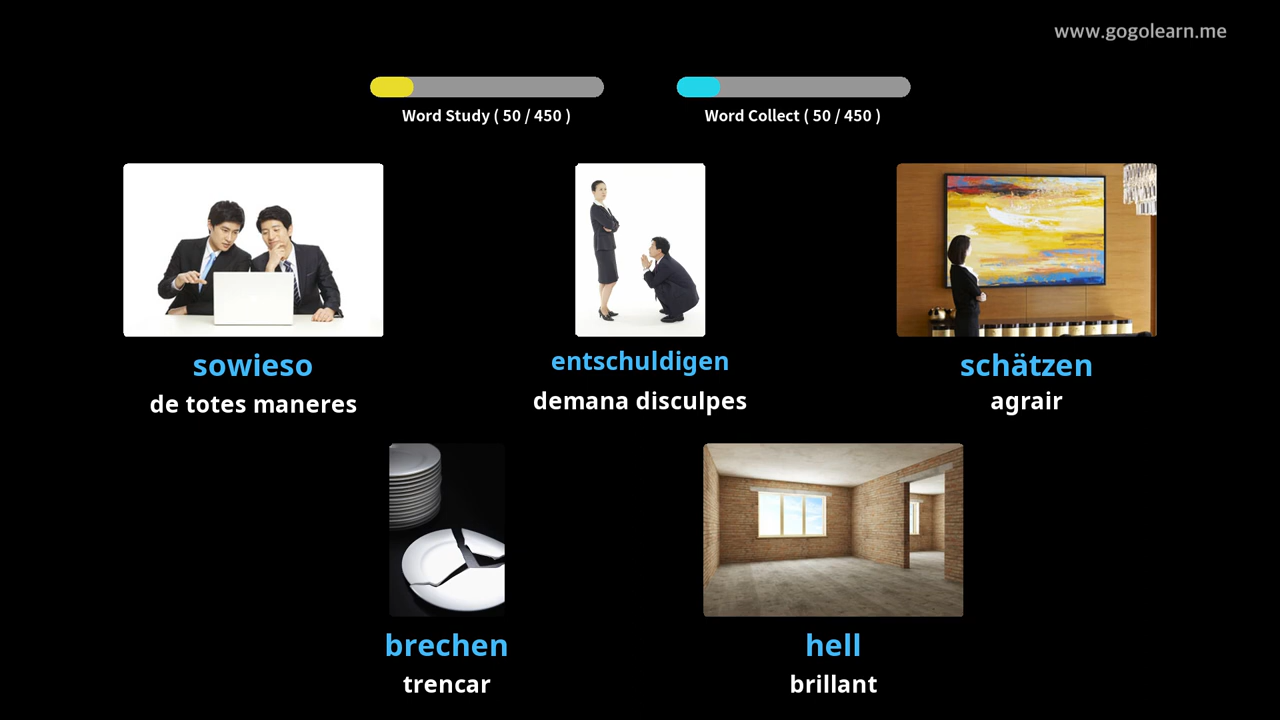 www.gogolearn.me
Word Study ( 50 / 450 )
Word Collect ( 50 / 450 )
sowieso
de totes maneres
entschuldigen
demana disculpes
schätzen
agrair
brechen
trencar
hell
brillant